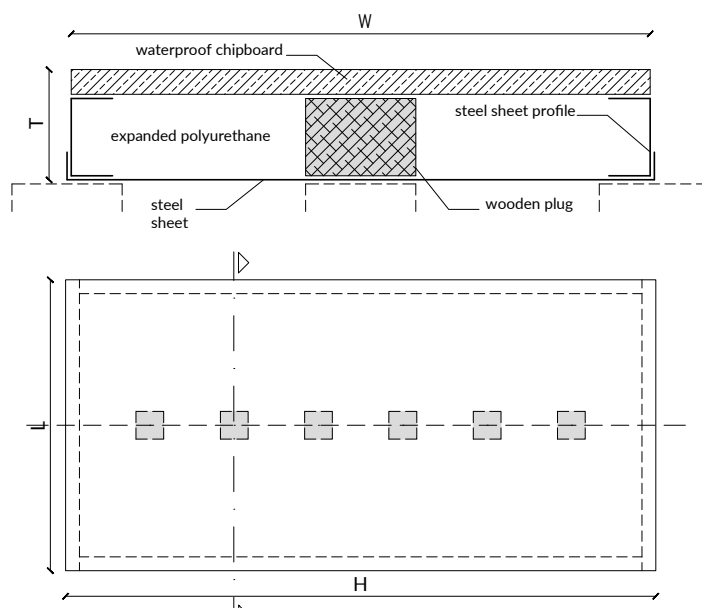 W
waterproof chipboard
T
steel sheet profile
expanded polyurethane
steel
sheet
wooden plug
L
H